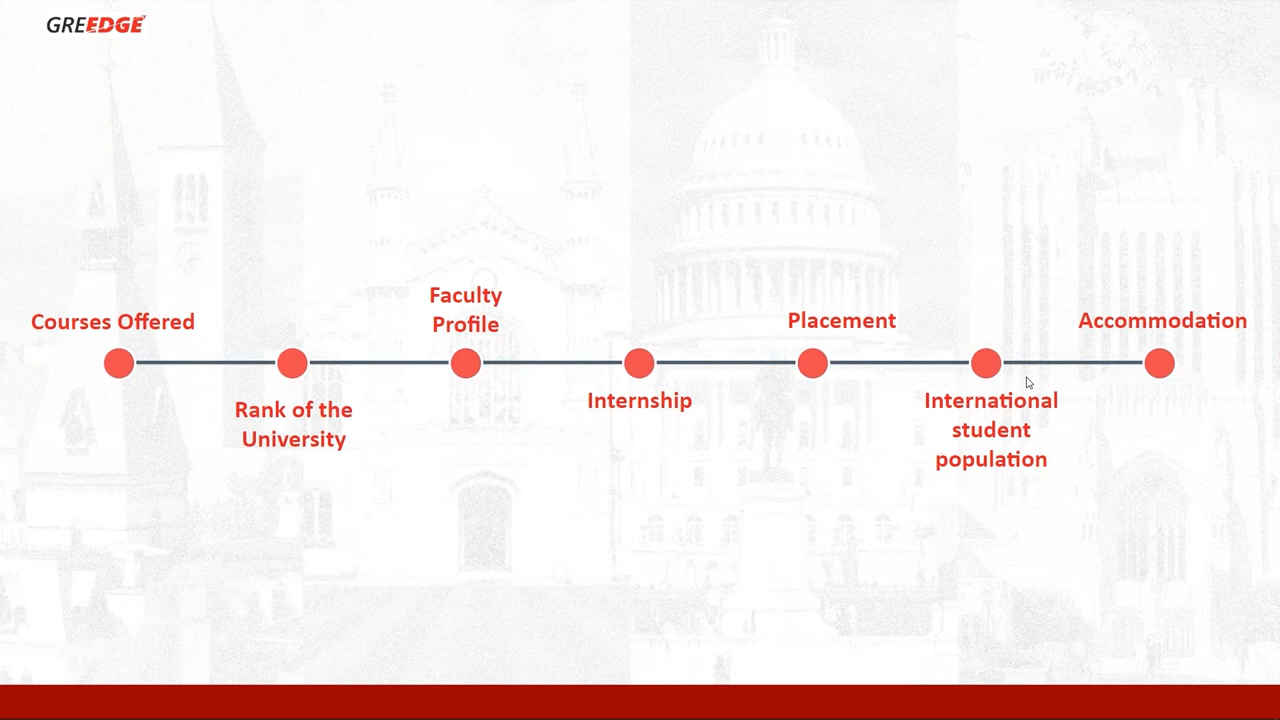 GREEDGE
Courses Offered
Rank of the
University
Faculty
Profile
Internship
Placement
International
student
population
Accommodation